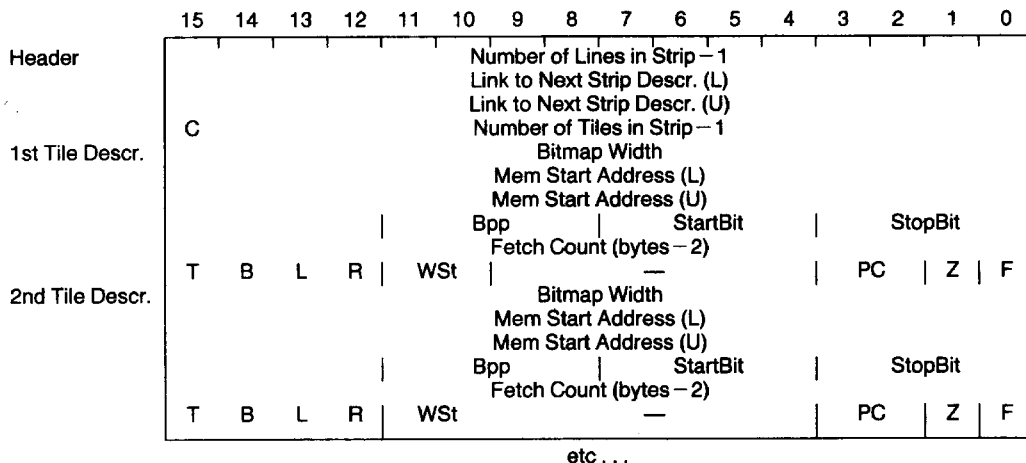 15 14 13 12 11 10 9 8 7 6 5 4 3 2 1 0
Header Number of Lines in Strip−1
Link to Next Strip Descr. (L)
Link to Next Strip Descr. (U)
C Number of Tiles in Strip−1
1st Tile Descr. Bitmap Width
Mem Start Address (L)
Mem Start Address (U)
Bpp StartBit StopBit
Fetch Count (bytes−2)
T B L R WSt — PC Z F
2nd Tile Descr. Bitmap Width
Mem Start Address (L)
Mem Start Address (U)
Bpp StartBit StopBit
Fetch Count (bytes−2)
T B L R WSt — PC Z F
etc...